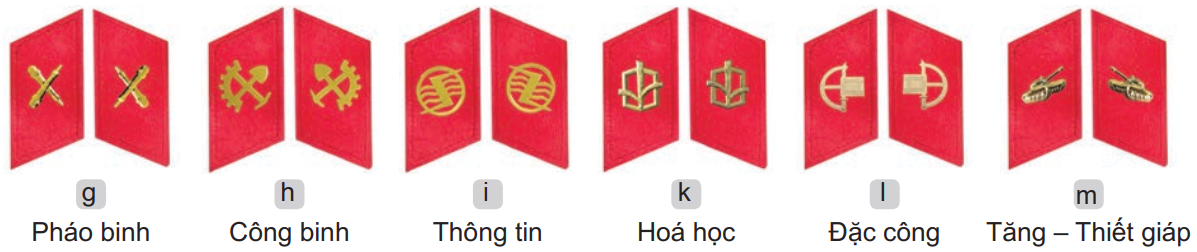 g h i k l m
Pháo binh Công binh Thông tin Hoá học Đặc công Tăng – Thiết giáp